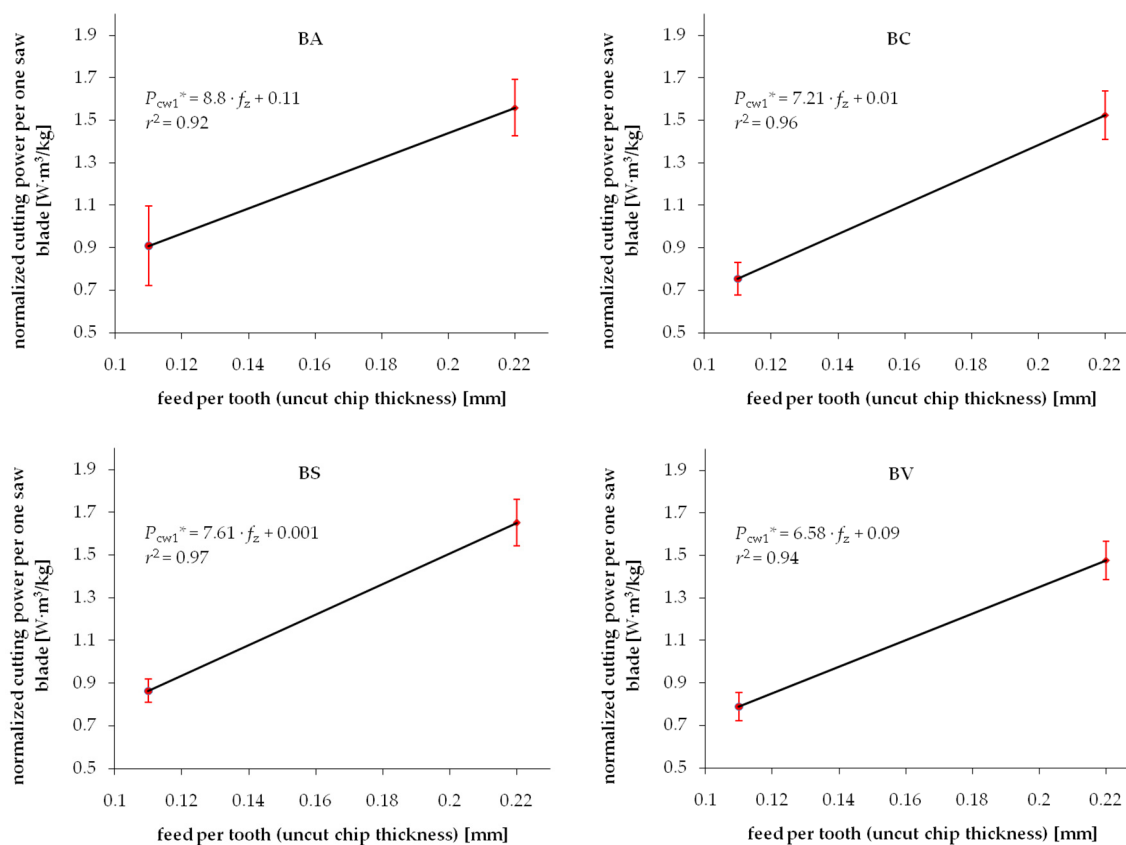 BA
P_cw1* = 8.8 · f_z + 0.11
r² = 0.92
normalized cutting power per one saw
blade [W·m³/kg]
1.9
1.7
1.5
1.3
1.1
0.9
0.7
0.5
0.1 0.12 0.14 0.16 0.18 0.2 0.22
feed per tooth (uncut chip thickness) [mm]
BC
P_cw1* = 7.21 · f_z + 0.01
r² = 0.96
normalized cutting power per one saw
blade [W·m³/kg]
1.9
1.7
1.5
1.3
1.1
0.9
0.7
0.5
0.1 0.12 0.14 0.16 0.18 0.2 0.22
feed per tooth (uncut chip thickness) [mm]
BS
P_cw1* = 7.61 · f_z + 0.001
r² = 0.97
normalized cutting power per one saw
blade [W·m³/kg]
1.9
1.7
1.5
1.3
1.1
0.9
0.7
0.5
0.1 0.12 0.14 0.16 0.18 0.2 0.22
feed per tooth (uncut chip thickness) [mm]
BV
P_cw1* = 6.58 · f_z + 0.09
r² = 0.94
normalized cutting power per one saw
blade [W·m³/kg]
1.9
1.7
1.5
1.3
1.1
0.9
0.7
0.5
0.1 0.12 0.14 0.16 0.18 0.2 0.22
feed per tooth (uncut chip thickness) [mm]